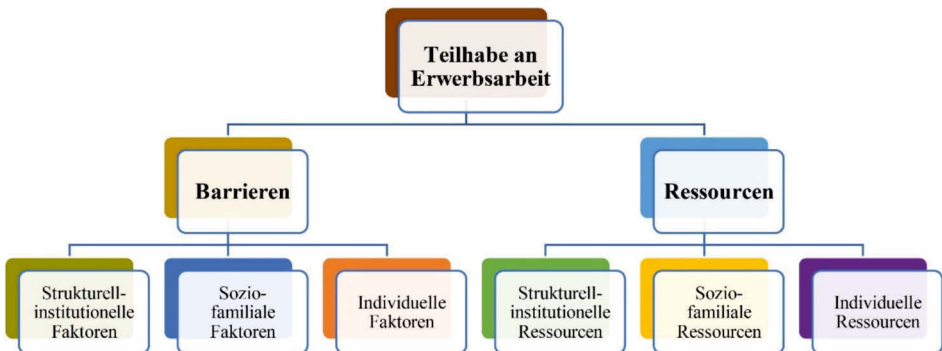 Teilhabe an
Erwerbsarbeit
Barrieren
Ressourcen
Strukturell-
institutionelle
Faktoren
Sozio-
familiale
Faktoren
Individuelle
Faktoren
Strukturell-
institutionelle
Ressourcen
Sozio-
familiale
Ressourcen
Individuelle
Ressourcen